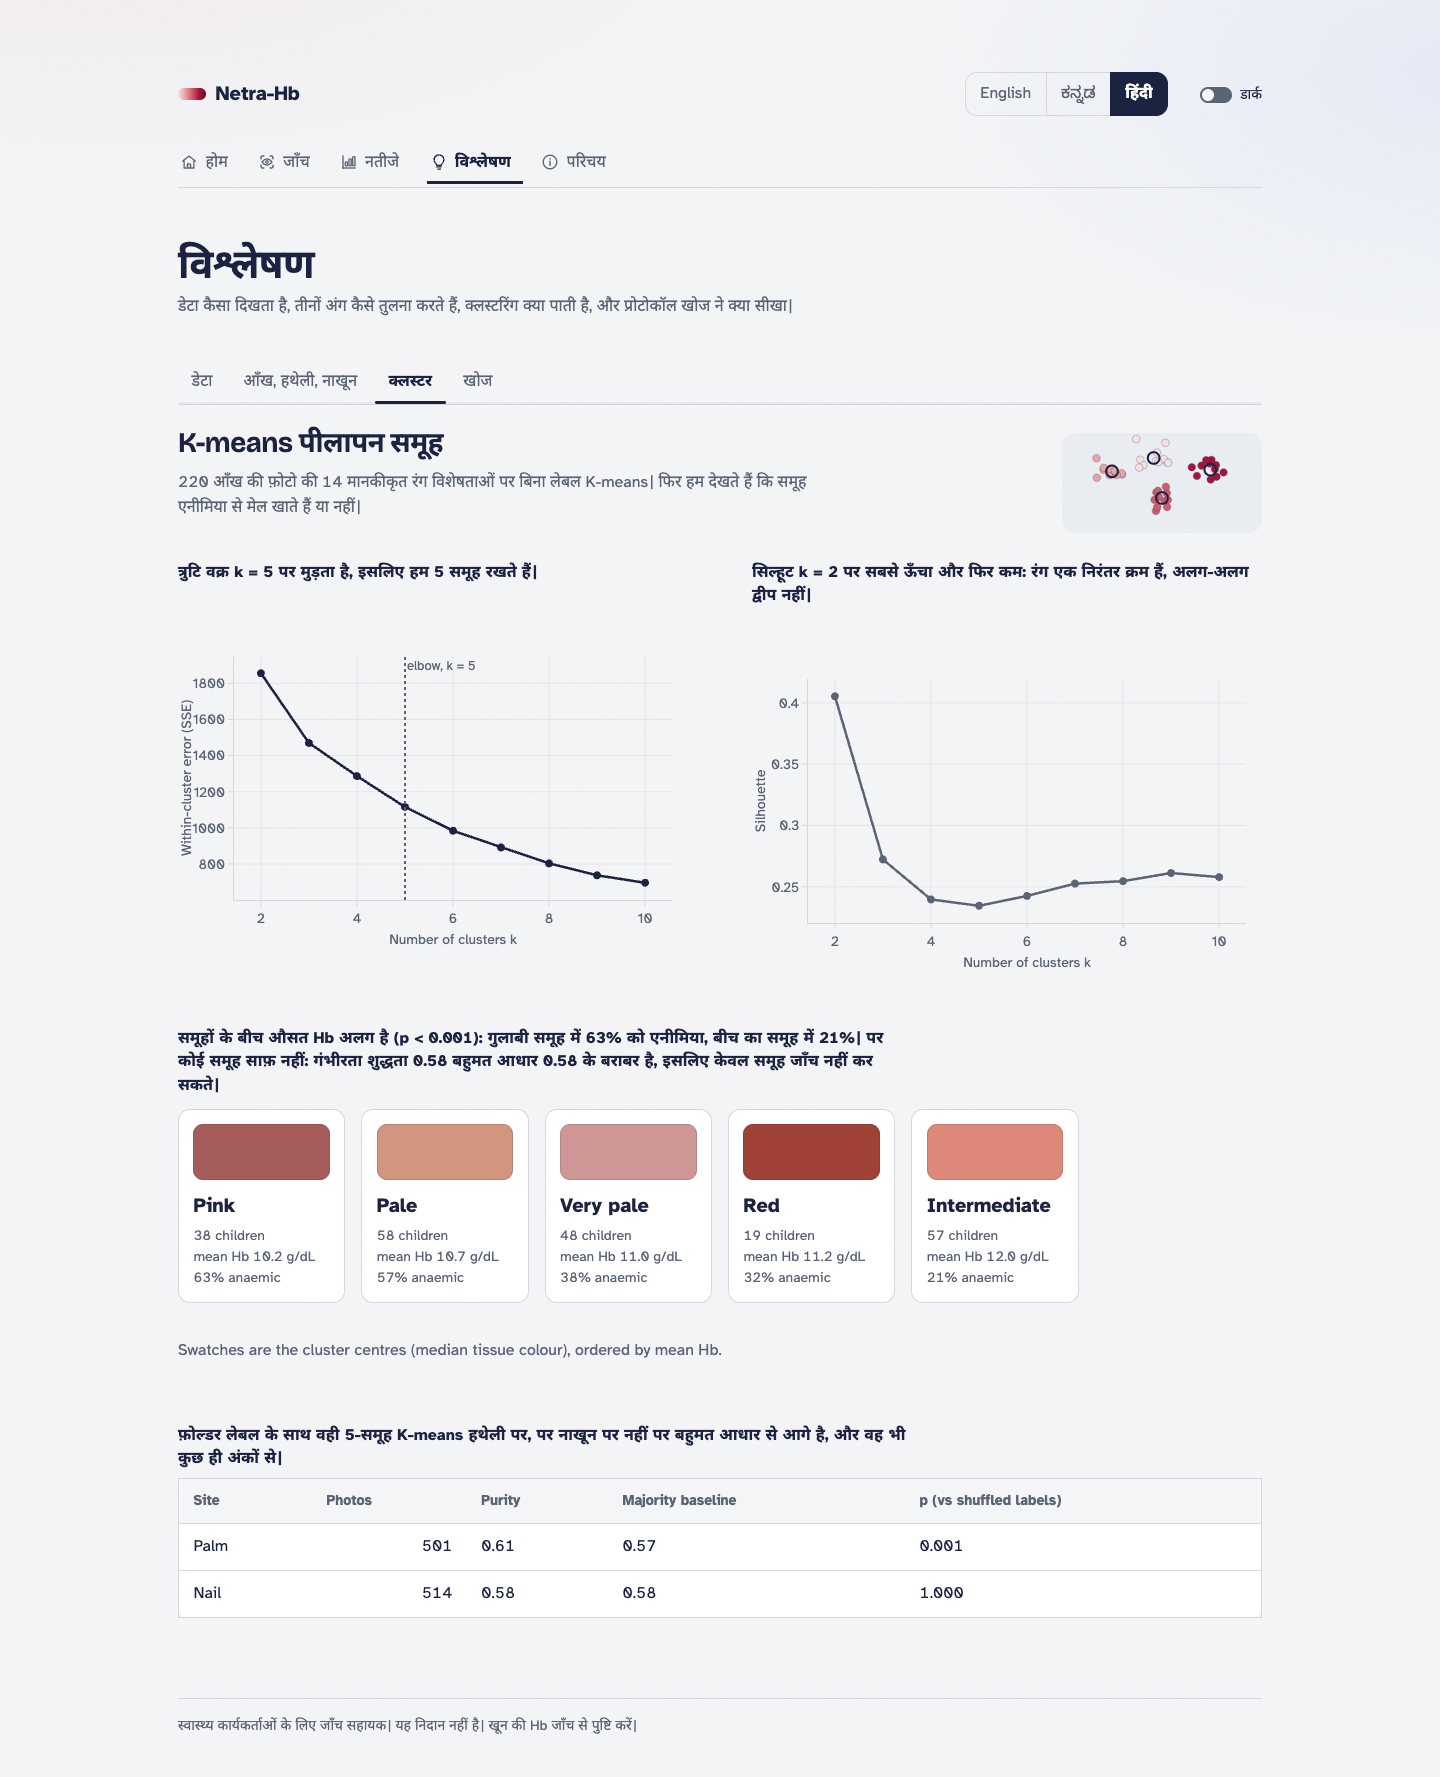 Netra-Hb
English ಕನ್ನಡ हिंदी डार्क
होम जाँच नतीजे विश्लेषण परिचय
विश्लेषण
डेटा कैसा दिखता है, तीनों अंग कैसे तुलना करते हैं, क्लस्टरिंग क्या पाती है, और प्रोटोकॉल खोज ने क्या सीखा|
डेटा आँख, हथेली, नाखून क्लस्टर खोज
K-means पीलापन समूह
220 आँख की फ़ोटो की 14 मानकीकृत रंग विशेषताओं पर बिना लेबल K-means| फिर हम देखते हैं कि समूह
एनीमिया से मेल खाते हैं या नहीं|
त्रुटि वक्र k = 5 पर मुड़ता है, इसलिए हम 5 समूह रखते हैं|
elbow, k = 5
1800
1600
1400
1200
1000
800
Within-cluster error (SSE)
2 4 6 8 10
Number of clusters k
सिल्हूट k = 2 पर सबसे ऊँचा और फिर कम: रंग एक निरंतर क्रम हैं, अलग-अलग
द्वीप नहीं|
0.4
0.35
0.3
0.25
Silhouette
2 4 6 8 10
Number of clusters k
समूहों के बीच औसत Hb अलग है (p < 0.001): गुलाबी समूह में 63% को एनीमिया, बीच का समूह में 21%| पर
कोई समूह साफ़ नहीं: गंभीरता शुद्धता 0.58 बहुमत आधार 0.58 के बराबर है, इसलिए केवल समूह जाँच नहीं कर
सकते|
Pink
38 children
mean Hb 10.2 g/dL
63% anaemic
Pale
58 children
mean Hb 10.7 g/dL
57% anaemic
Very pale
48 children
mean Hb 11.0 g/dL
38% anaemic
Red
19 children
mean Hb 11.2 g/dL
32% anaemic
Intermediate
57 children
mean Hb 12.0 g/dL
21% anaemic
Swatches are the cluster centres (median tissue colour), ordered by mean Hb.
फ़ोल्डर लेबल के साथ वही 5-समूह K-means हथेली पर, पर नाखून पर नहीं पर बहुमत आधार से आगे है, और वह भी
कुछ ही अंकों से|
Site Photos Purity Majority baseline p (vs shuffled labels)
Palm 501 0.61 0.57 0.001
Nail 514 0.58 0.58 1.000
स्वास्थ्य कार्यकर्ताओं के लिए जाँच सहायक| यह निदान नहीं है| खून की Hb जाँच से पुष्टि करें|